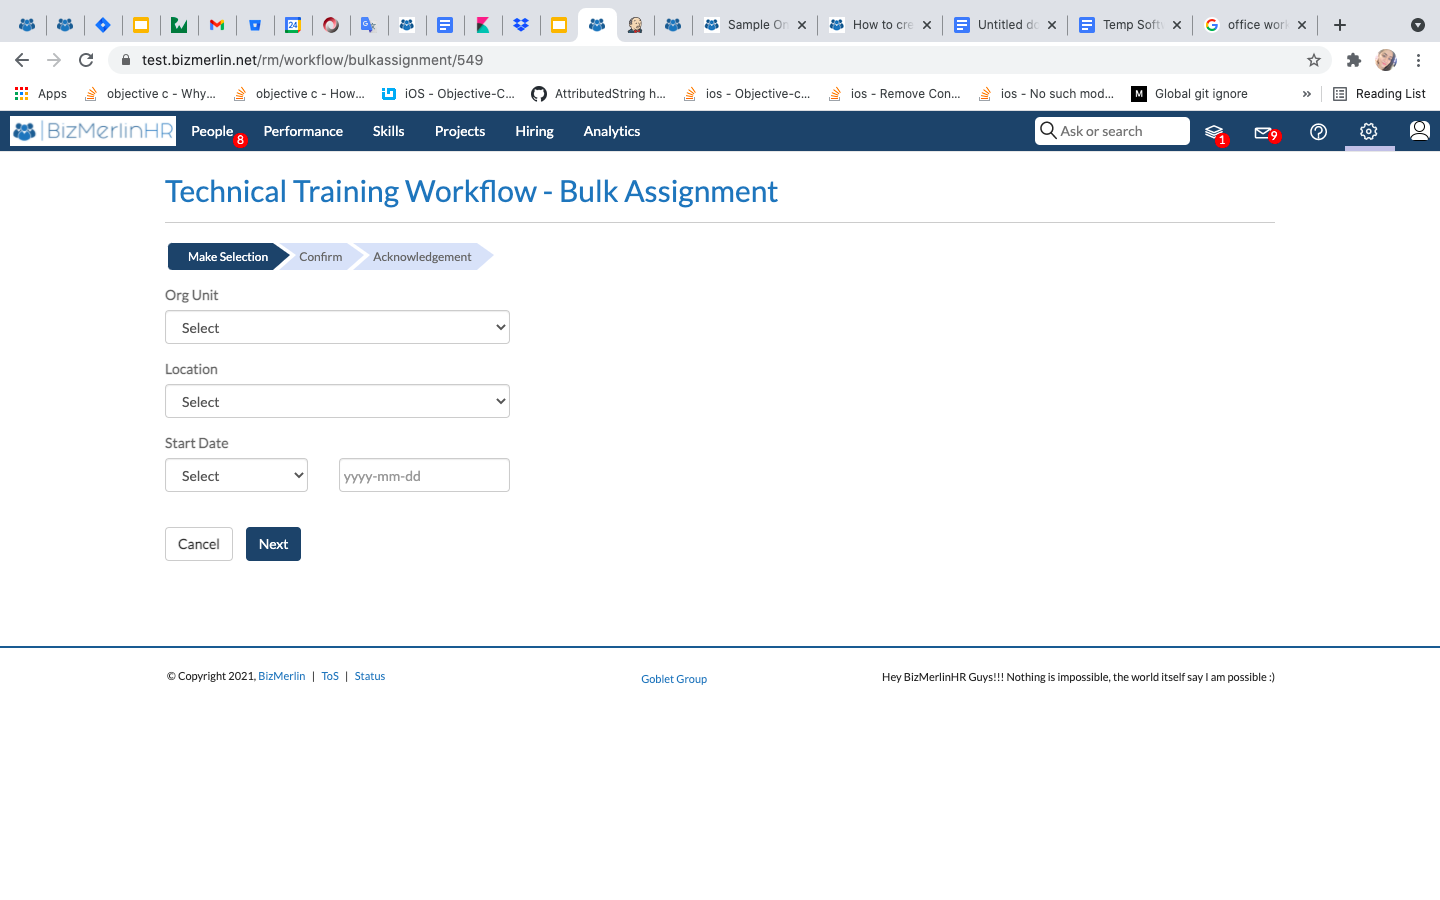 24
Sample On
How to cre
Untitled do
Temp Softw
office work
test.bizmerlin.net/rm/workflow/bulkassignment/549
Apps
objective c - Why...
objective c - How...
iOS - Objective-C...
AttributedString h...
ios - Objective-c...
ios - Remove Con...
ios - No such mod...
M
Global git ignore
»
Reading List
BizMerlinHR
People
8
Performance
Skills
Projects
Hiring
Analytics
Ask or search
1
9
Technical Training Workflow - Bulk Assignment
Make Selection
Confirm
Acknowledgement
Org Unit
Select
Location
Select
Start Date
Select
yyyy-mm-dd
Cancel
Next
© Copyright 2021, BizMerlin | ToS | Status
Goblet Group
Hey BizMerlinHR Guys!!! Nothing is impossible, the world itself say I am possible :)